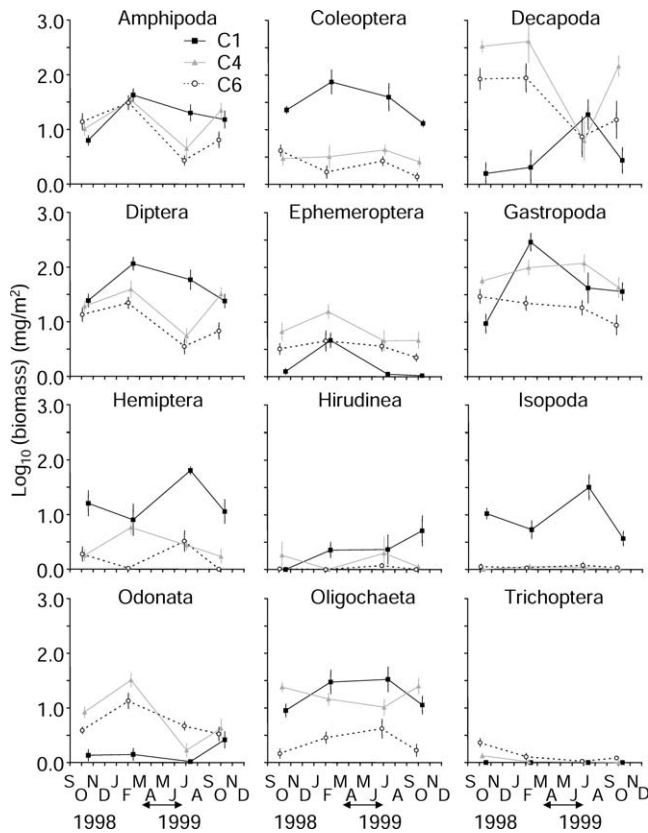 Amphipoda Coleoptera Decapoda
C1
C4
C6
3.0
2.0
1.0
0.0
Diptera Ephemeroptera Gastropoda
3.0
2.0
1.0
0.0
Log10 (biomass) (mg/m2)
Hemiptera Hirudinea Isopoda
3.0
2.0
1.0
0.0
Odonata Oligochaeta Trichoptera
3.0
2.0
1.0
0.0
S N J M M J S N S N J M M J S N S N J M M J S N
O D F A J A O D O D F A J A O D O D F A J A O D
1998 1999 1998 1999 1998 1999